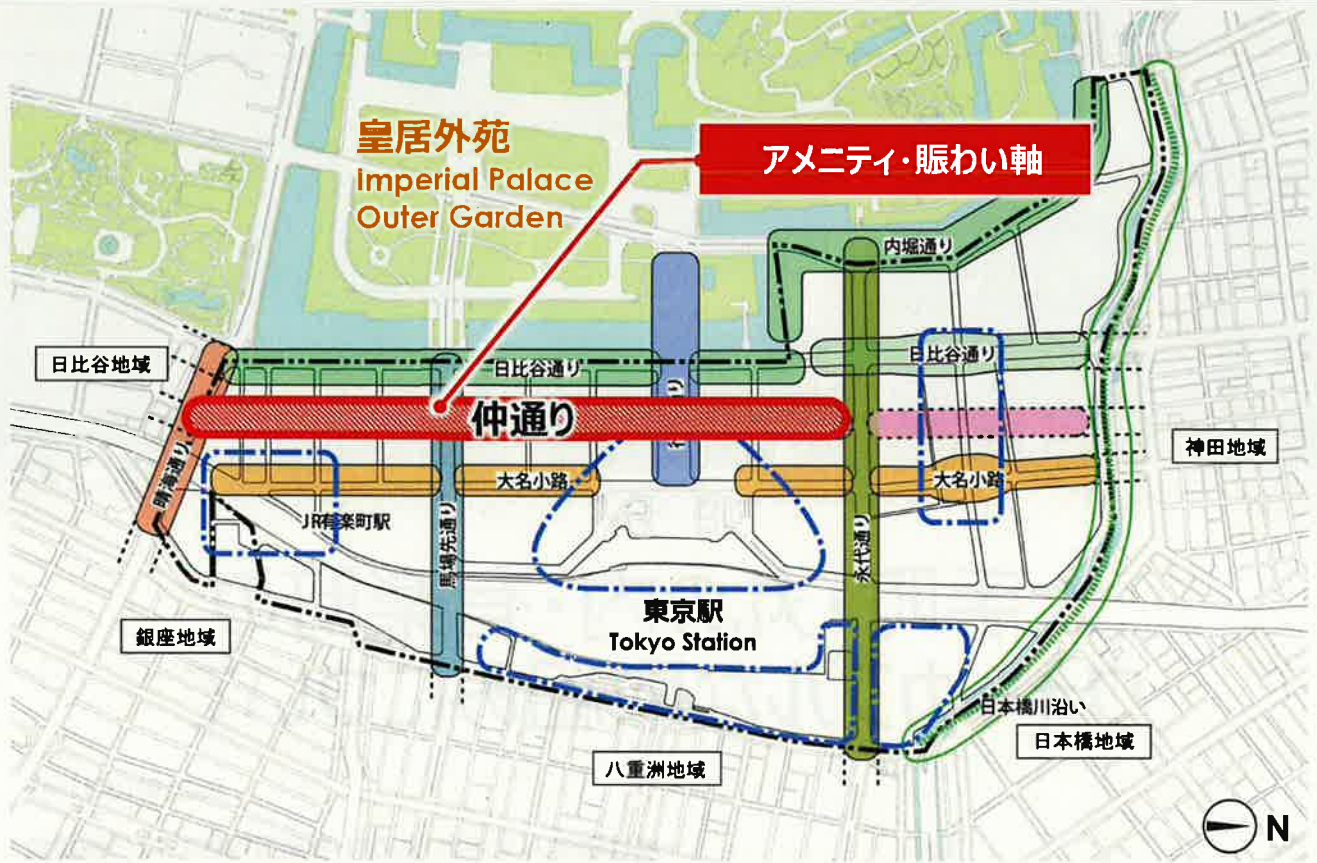 皇居外苑
Imperial Palace
Outer Garden
アメニティ・賑わい軸
内堀通り
日比谷地域
日比谷通り
日比谷通り
仲通り
神田地域
晴海通り
大名小路
大名小路
JR有楽町駅
馬場先通り
永代通り
東京駅
Tokyo Station
銀座地域
日本橋川沿い
日本橋地域
八重洲地域
N